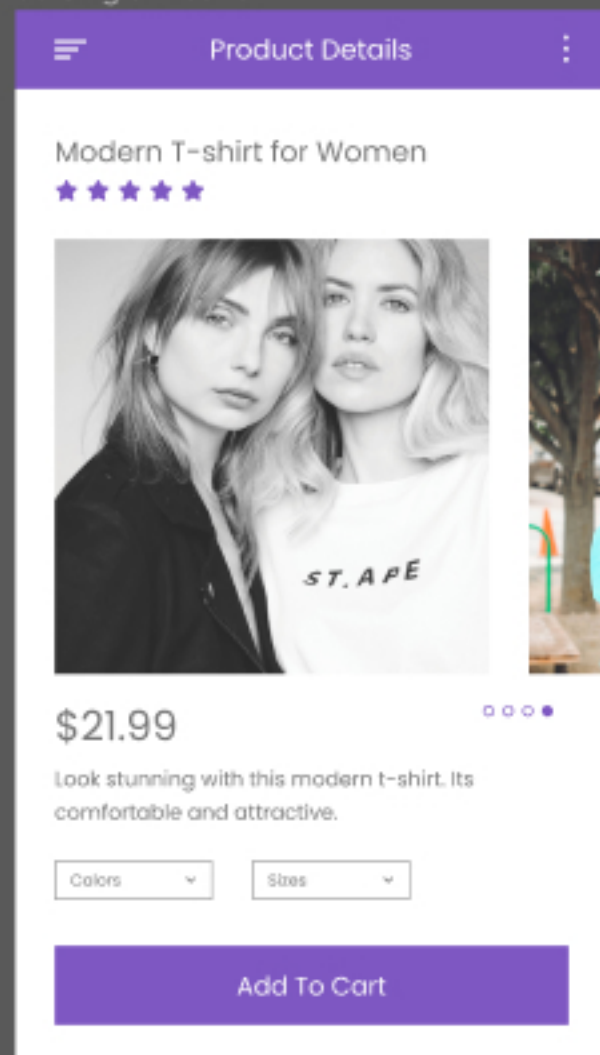 Product Details
Modern T-shirt for Women
ST.APE
$21.99
Look stunning with this modern t-shirt. Its
comfortable and attractive.
Colors
Sizes
Add To Cart